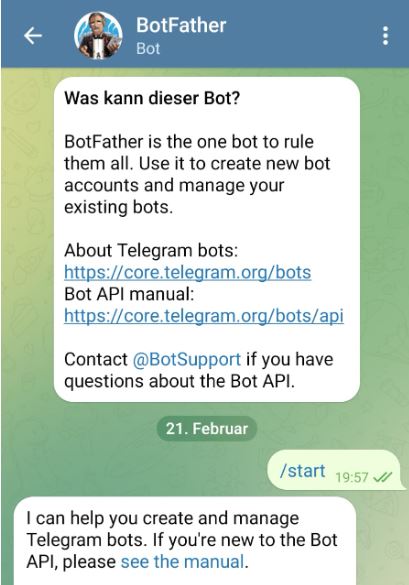 BotFather
Bot
Was kann dieser Bot?
BotFather is the one bot to rule
them all. Use it to create new bot
accounts and manage your
existing bots.
About Telegram bots:
https://core.telegram.org/bots
Bot API manual:
https://core.telegram.org/bots/api
Contact @BotSupport if you have
questions about the Bot API.
21. Februar
/start 19:57
I can help you create and manage
Telegram bots. If you're new to the Bot
API, please see the manual.